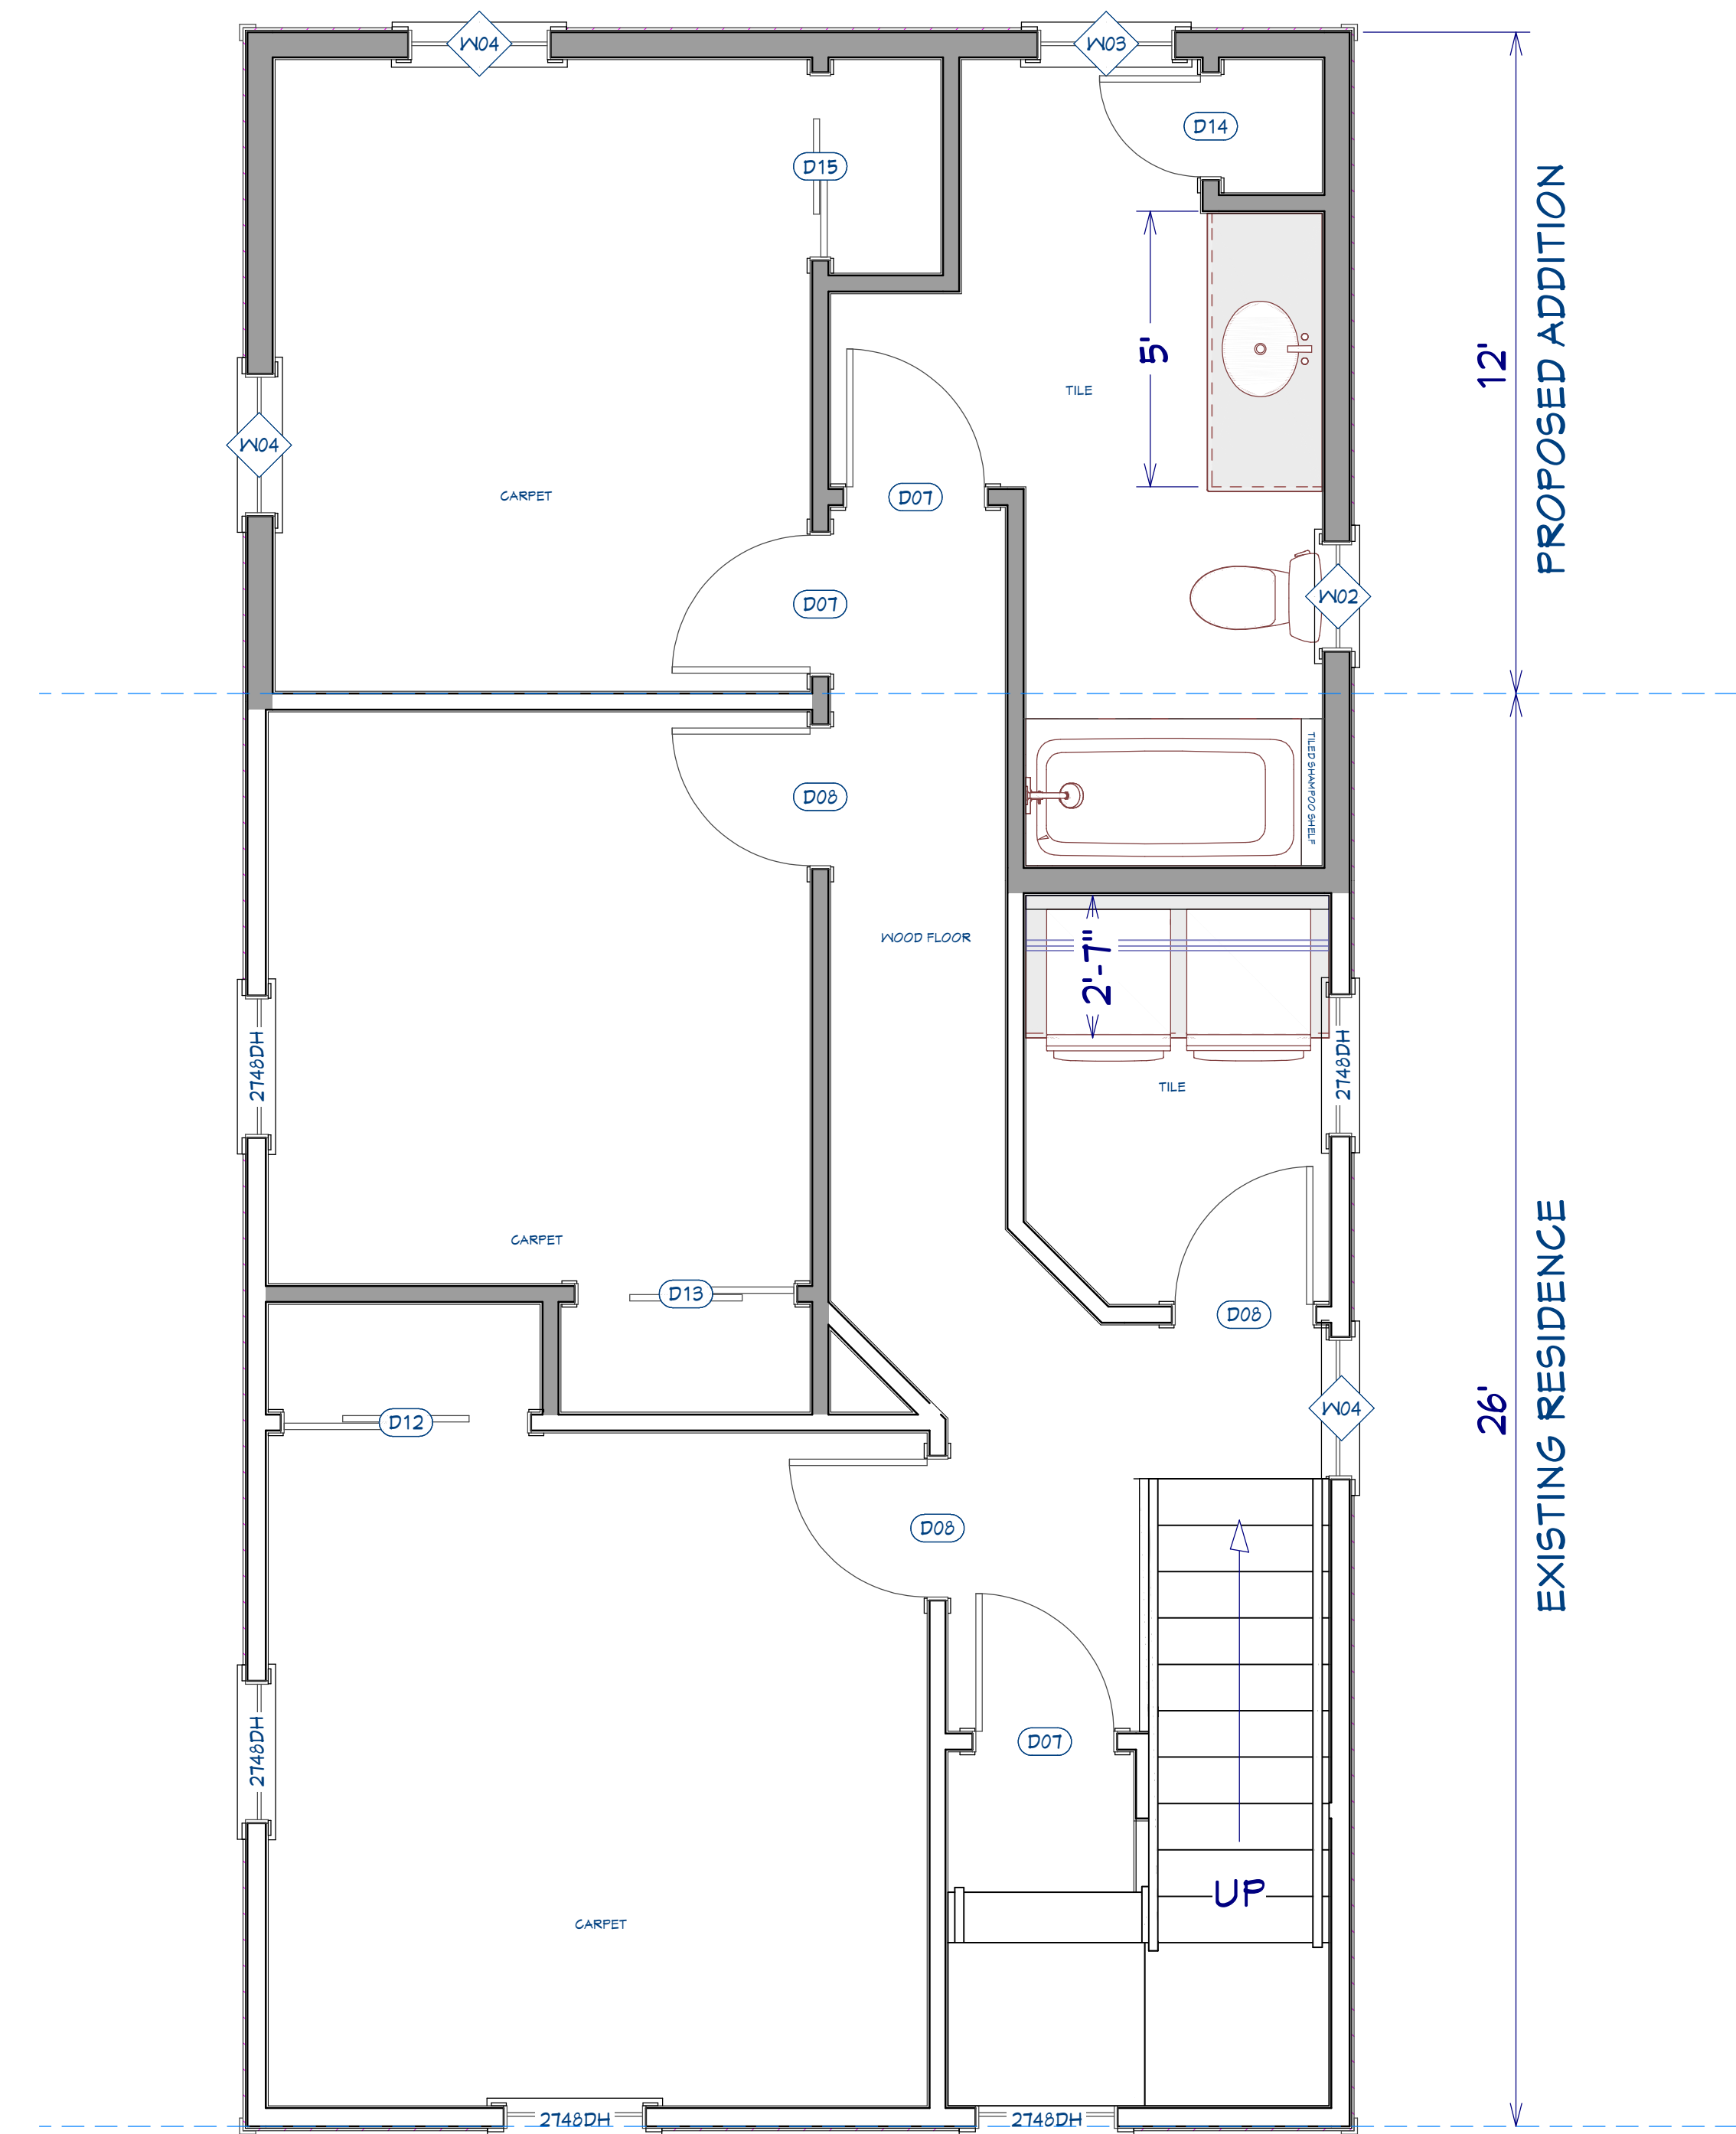 W04
W03
D14
D15
PROPOSED ADDITION
12'
5'
TILE
W04
CARPET
D07
D07
W02
TILED SHAMPOO SHELF
D08
WOOD FLOOR
2'-7"
2748DH
2748DH
TILE
CARPET
D13
D08
EXISTING RESIDENCE
26'
W04
D12
D08
D07
2748DH
UP
CARPET
2748DH
2748DH